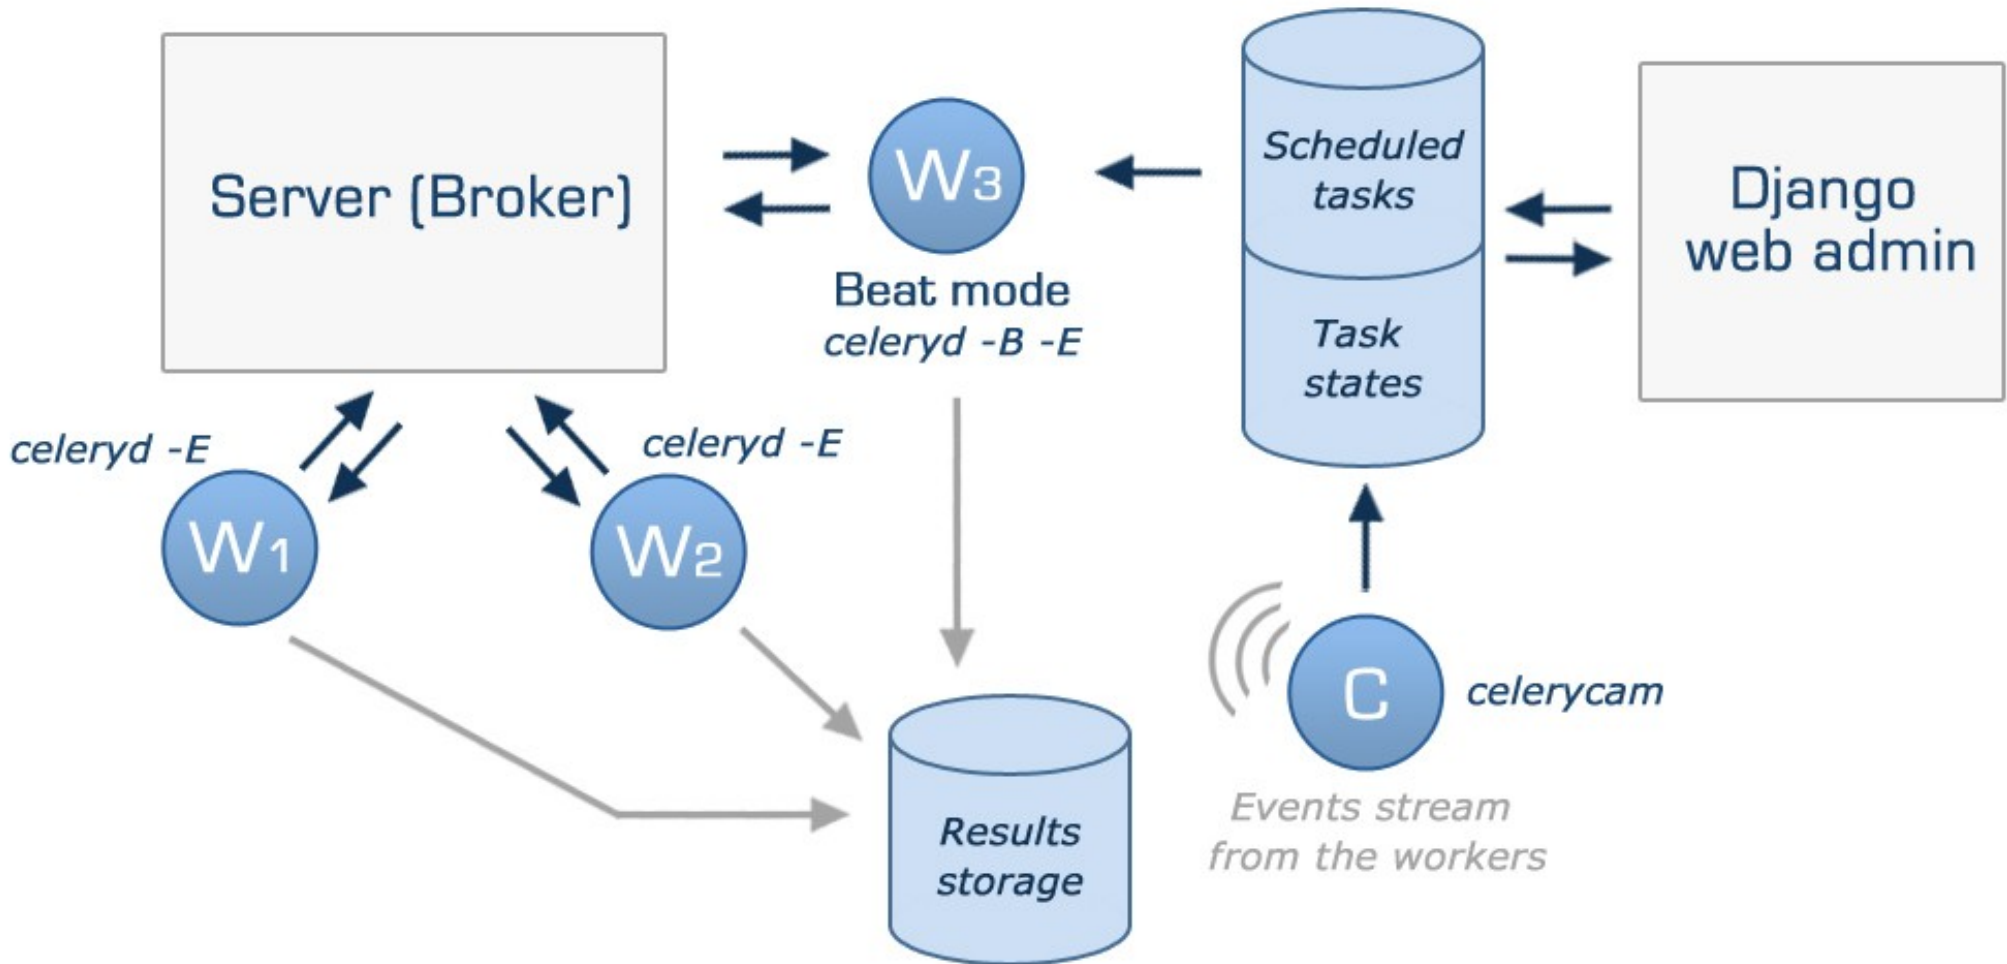 Server (Broker)
W3
Beat mode
celeryd -B -E
Scheduled
tasks
Task
states
Django
web admin
celeryd -E
W1
celeryd -E
W2
Results
storage
C
celerycam
Events stream
from the workers